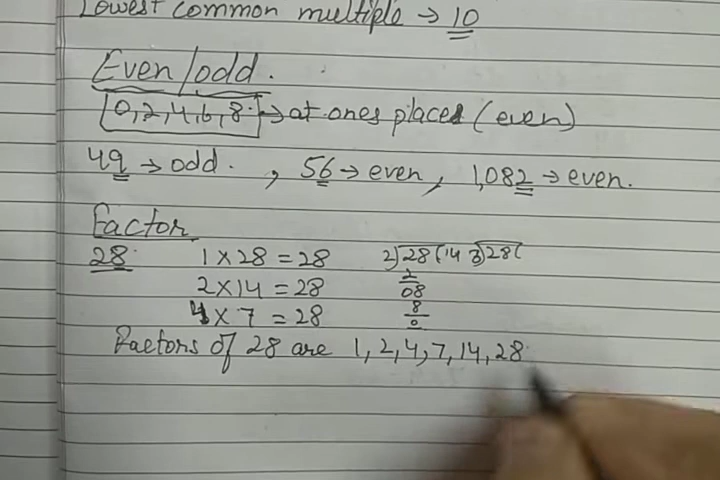 Lowest common multiple → 10
Even/odd.
0,2,4,6,8 → at ones places (even)
49 → odd. , 56 → even, 1,082 → even.
Factor
28. 1 × 28 = 28 2)28(14 3)28(
2 × 14 = 28 2
08
4 × 7 = 28 8
0
Factors of 28 are 1, 2, 4, 7, 14, 28.